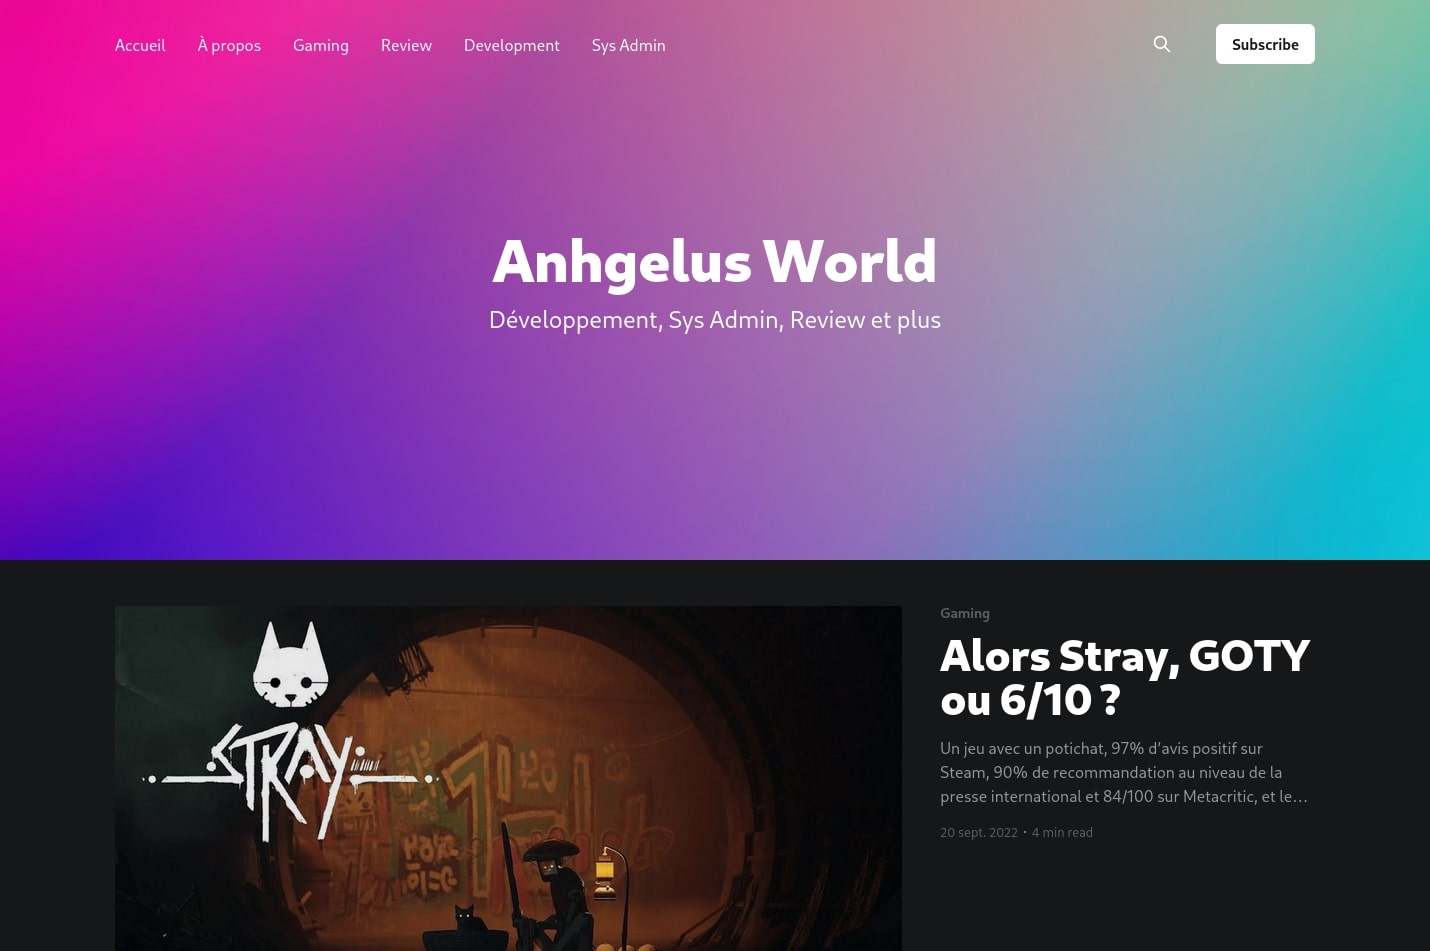 Accueil À propos Gaming Review Development Sys Admin Subscribe
Anhgelus World
Développement, Sys Admin, Review et plus
STRAY
Gaming
Alors Stray, GOTY
ou 6/10 ?
Un jeu avec un potichat, 97% d’avis positif sur
Steam, 90% de recommandation au niveau de la
presse international et 84/100 sur Metacritic, et le…
20 sept. 2022 • 4 min read